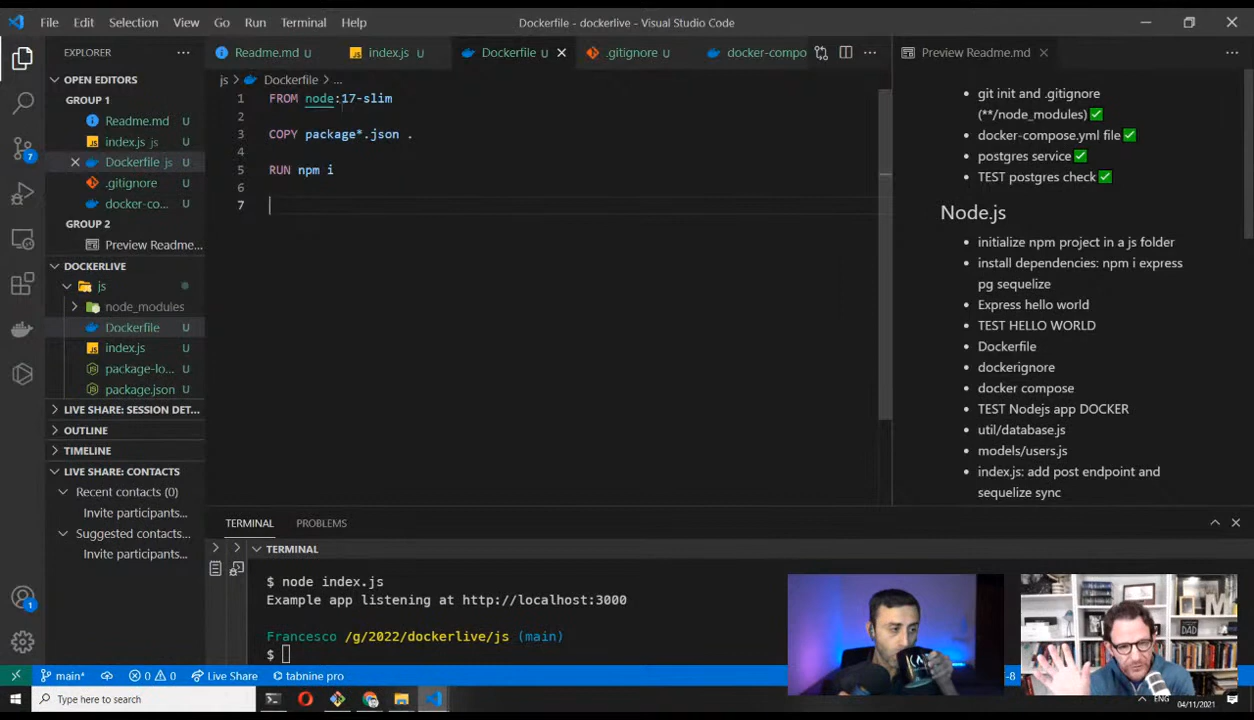 File Edit Selection View Go Run Terminal Help Dockerfile - dockerlive - Visual Studio Code
EXPLORER
Readme.md U
index.js U
Dockerfile U
.gitignore U
docker-compo
Preview Readme.md
OPEN EDITORS
GROUP 1
Readme.md U
index.js js U
Dockerfile js U
.gitignore U
docker-co... U
GROUP 2
Preview Readme...
DOCKERLIVE
js
node_modules
Dockerfile U
index.js U
package-lo... U
package.json U
LIVE SHARE: SESSION DET...
OUTLINE
TIMELINE
LIVE SHARE: CONTACTS
Recent contacts (0)
Invite participants...
Suggested contacts...
Invite participants...
7
1
js > Dockerfile > ...
1 FROM node:17-slim
2
3 COPY package*.json .
4
5 RUN npm i
6
7
git init and .gitignore
(**/node_modules) ✅
docker-compose.yml file ✅
postgres service ✅
TEST postgres check ✅
Node.js
initialize npm project in a js folder
install dependencies: npm i express
pg sequelize
Express hello world
TEST HELLO WORLD
Dockerfile
dockerignore
docker compose
TEST Nodejs app DOCKER
util/database.js
models/users.js
index.js: add post endpoint and
sequelize sync
TERMINAL PROBLEMS
TERMINAL
$ node index.js
Example app listening at http://localhost:3000
Francesco /g/2022/dockerlive/js (main)
$
DAD
main* 0 0 Live Share tabnine pro
-8
Type here to search
ENG
04/11/2021